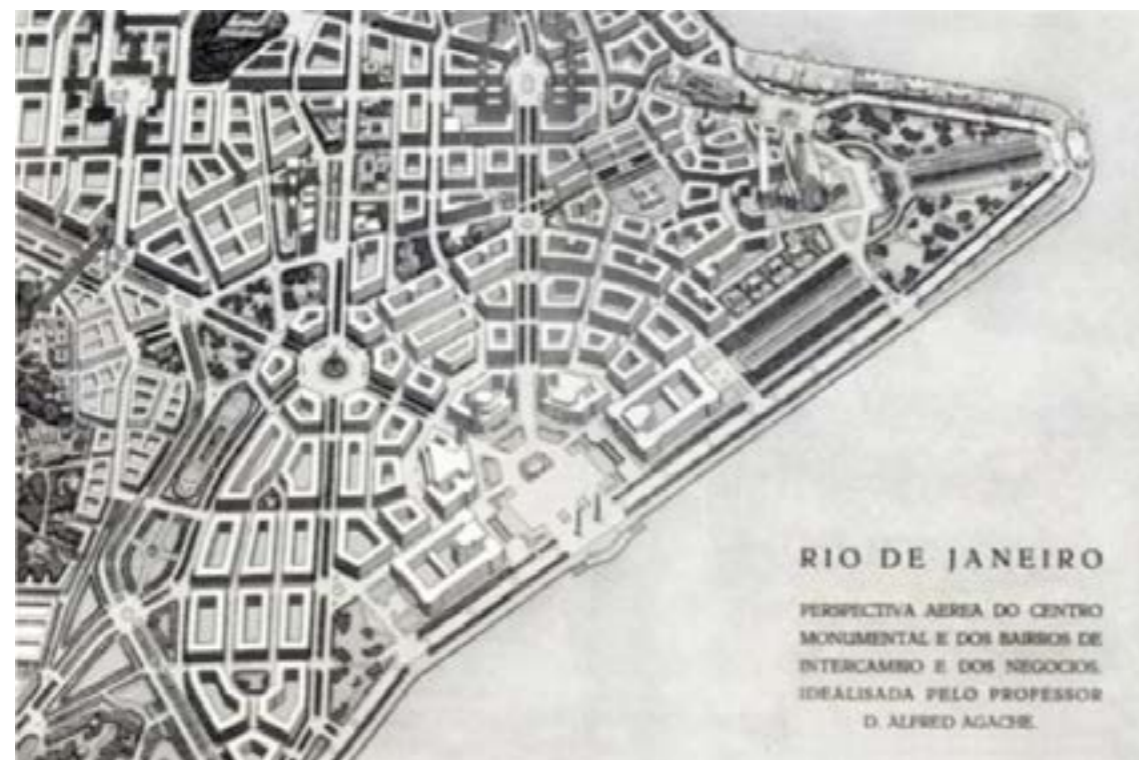 RIO DE JANEIRO
PERSPECTIVA AEREA DO CENTRO
MONUMENTAL E DOS BAIRROS DE
INTERCAMBIO E DOS NEGOCIOS.
IDEALISADA PELO PROFESSOR
D. ALFRED AGACHE.